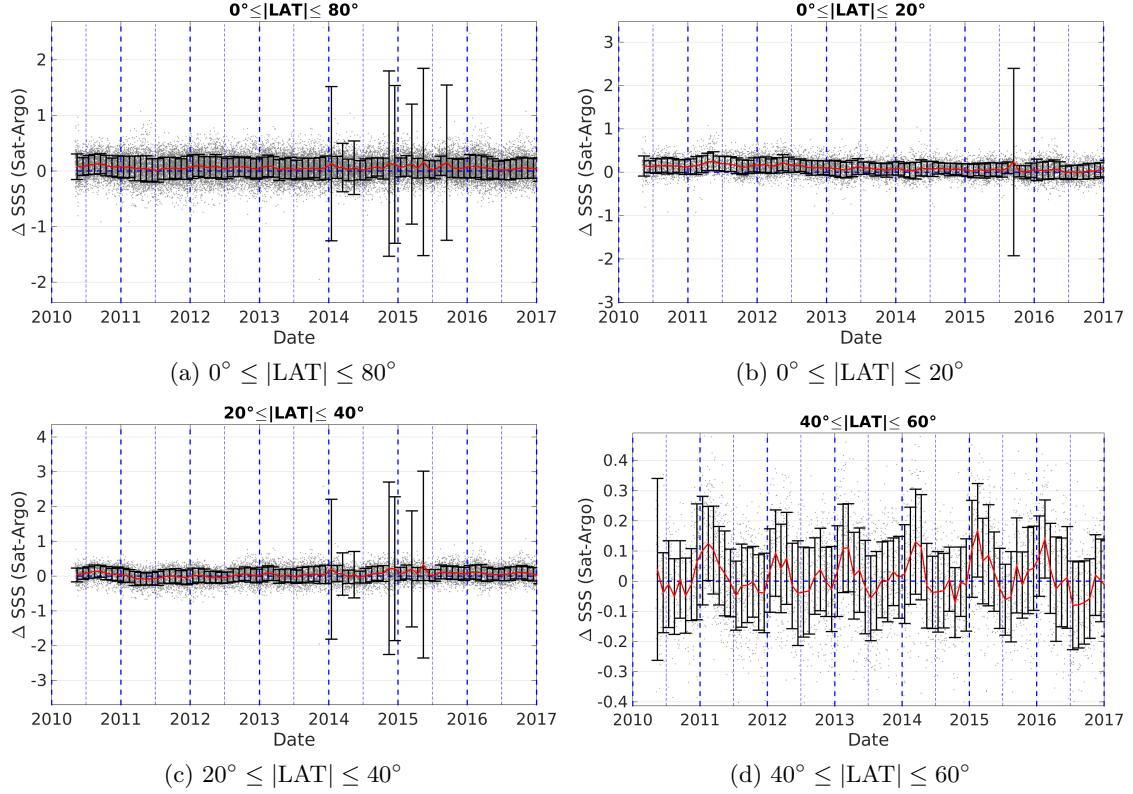 0°≤|LAT|≤ 80°
Δ SSS (Sat-Argo)
2
1
0
-1
-2
2010 2011 2012 2013 2014 2015 2016 2017
Date
(a) 0° ≤ |LAT| ≤ 80°
0°≤|LAT|≤ 20°
Δ SSS (Sat-Argo)
3
2
1
0
-1
-2
-3
2010 2011 2012 2013 2014 2015 2016 2017
Date
(b) 0° ≤ |LAT| ≤ 20°
20°≤|LAT|≤ 40°
Δ SSS (Sat-Argo)
4
3
2
1
0
-1
-2
-3
2010 2011 2012 2013 2014 2015 2016 2017
Date
(c) 20° ≤ |LAT| ≤ 40°
40°≤|LAT|≤ 60°
Δ SSS (Sat-Argo)
0.4
0.3
0.2
0.1
0
-0.1
-0.2
-0.3
-0.4
2010 2011 2012 2013 2014 2015 2016 2017
Date
(d) 40° ≤ |LAT| ≤ 60°